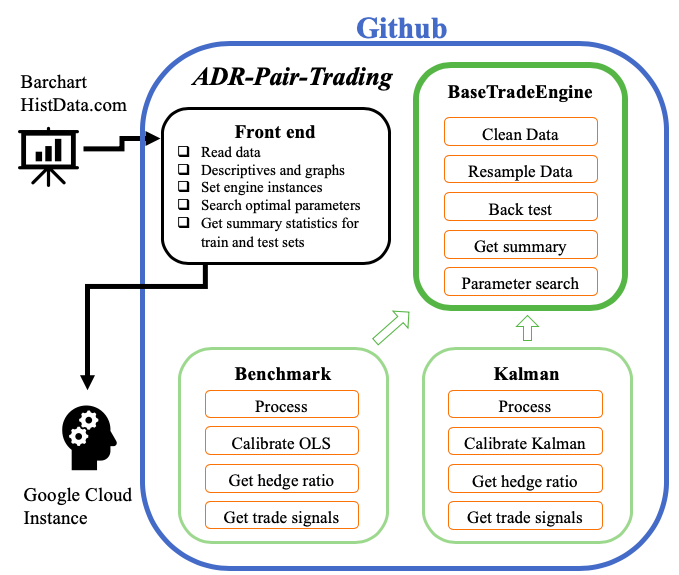 Github
ADR-Pair-Trading
Barchart
HistData.com
Front end
Read data
Descriptives and graphs
Set engine instances
Search optimal parameters
Get summary statistics for
train and test sets
BaseTradeEngine
Clean Data
Resample Data
Back test
Get summary
Parameter search
Benchmark
Process
Calibrate OLS
Get hedge ratio
Get trade signals
Kalman
Process
Calibrate Kalman
Get hedge ratio
Get trade signals
Google Cloud
Instance